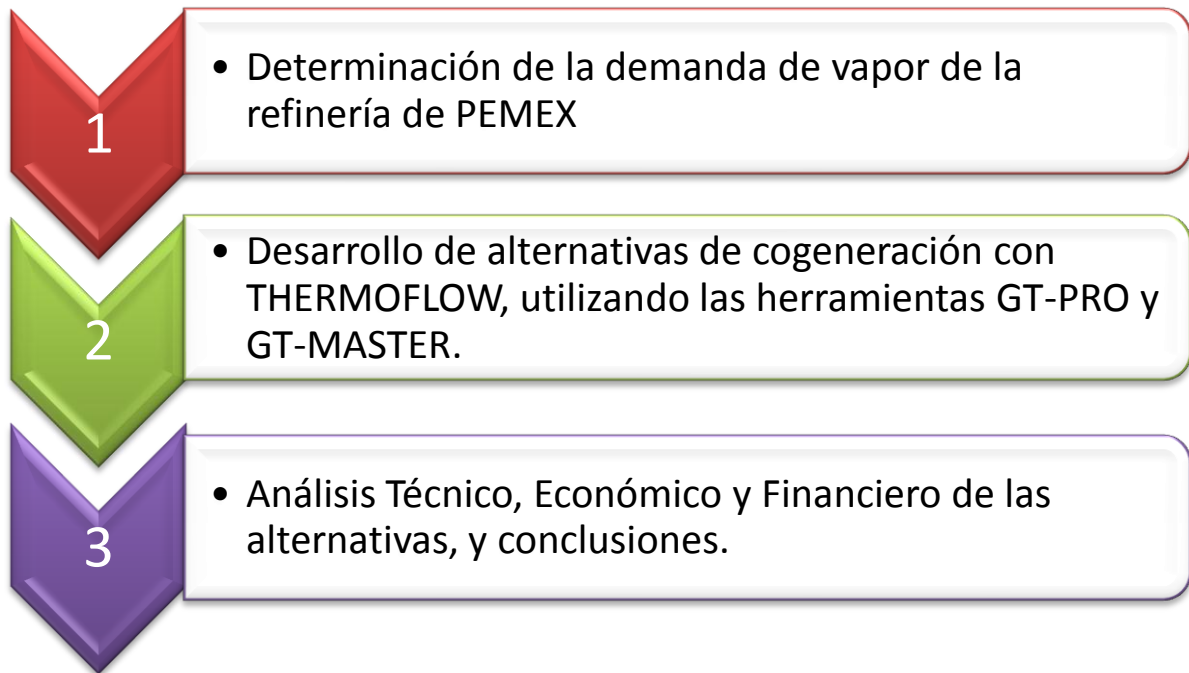 1
• Determinación de la demanda de vapor de la
refinería de PEMEX
2
• Desarrollo de alternativas de cogeneración con
THERMOFLOW, utilizando las herramientas GT-PRO y
GT-MASTER.
3
• Análisis Técnico, Económico y Financiero de las
alternativas, y conclusiones.